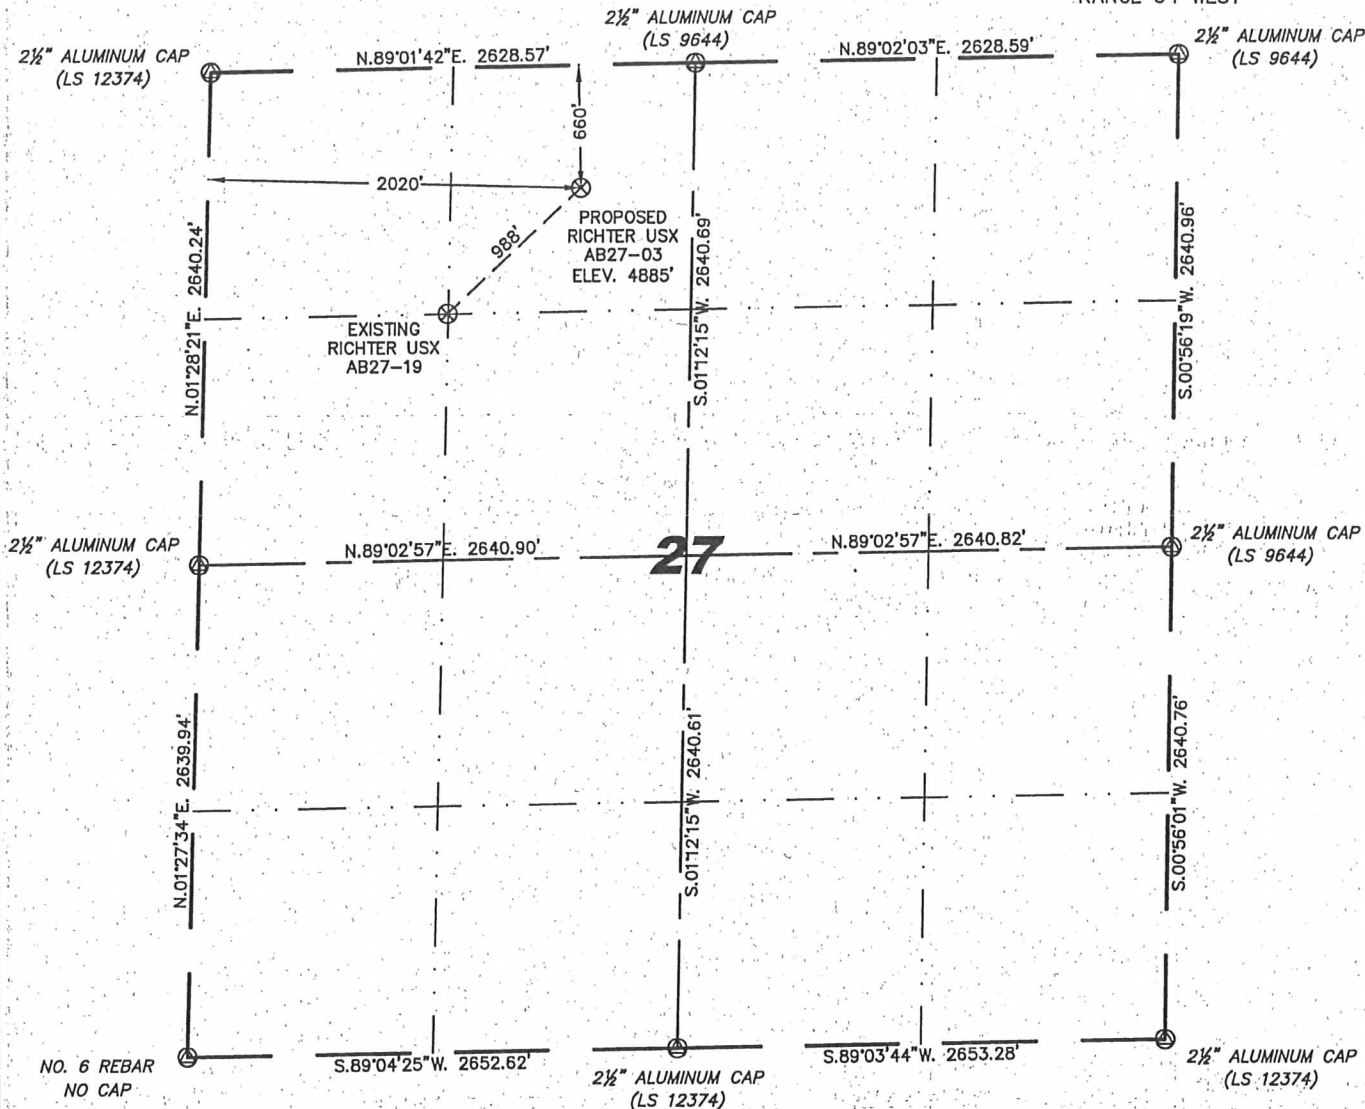 2½" ALUMINUM CAP
(LS 9644)
2½" ALUMINUM CAP
(LS 12374)
N.89°01'42"E. 2628.57'
N.89°02'03"E. 2628.59'
2½" ALUMINUM CAP
(LS 9644)
660'
2020'
PROPOSED
RICHTER USX
AB27-03
ELEV. 4885'
988'
N.01°28'21"E. 2640.24'
S.01°12'15"W. 2640.69'
S.00°56'19"W. 2640.96'
EXISTING
RICHTER USX
AB27-19
2½" ALUMINUM CAP
(LS 12374)
N.89°02'57"E. 2640.90'
27
N.89°02'57"E. 2640.82'
2½" ALUMINUM CAP
(LS 9644)
N.01°27'34"E. 2639.94'
S.01°12'15"W. 2640.61'
S.00°56'01"W. 2640.76'
NO. 6 REBAR
NO CAP
S.89°04'25"W. 2652.62'
2½" ALUMINUM CAP
(LS 12374)
S.89°03'44"W. 2653.28'
2½" ALUMINUM CAP
(LS 12374)